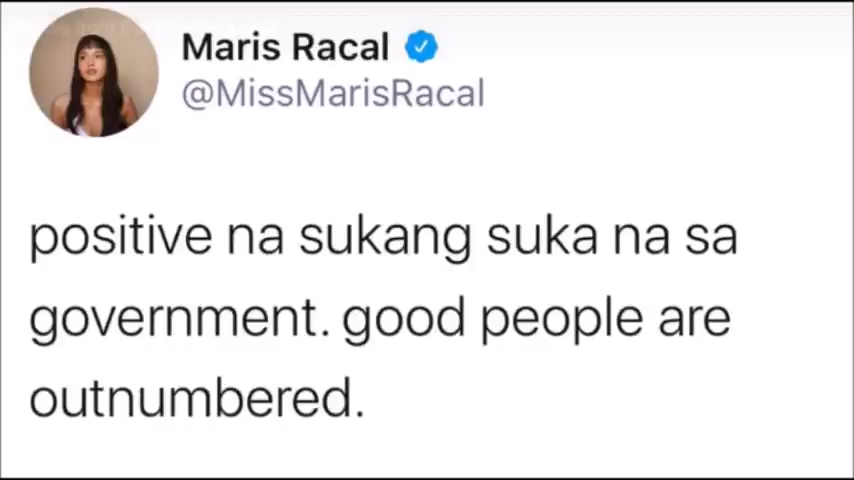 Maris Racal
@MissMarisRacal
positive na sukang suka na sa
government. good people are
outnumbered.